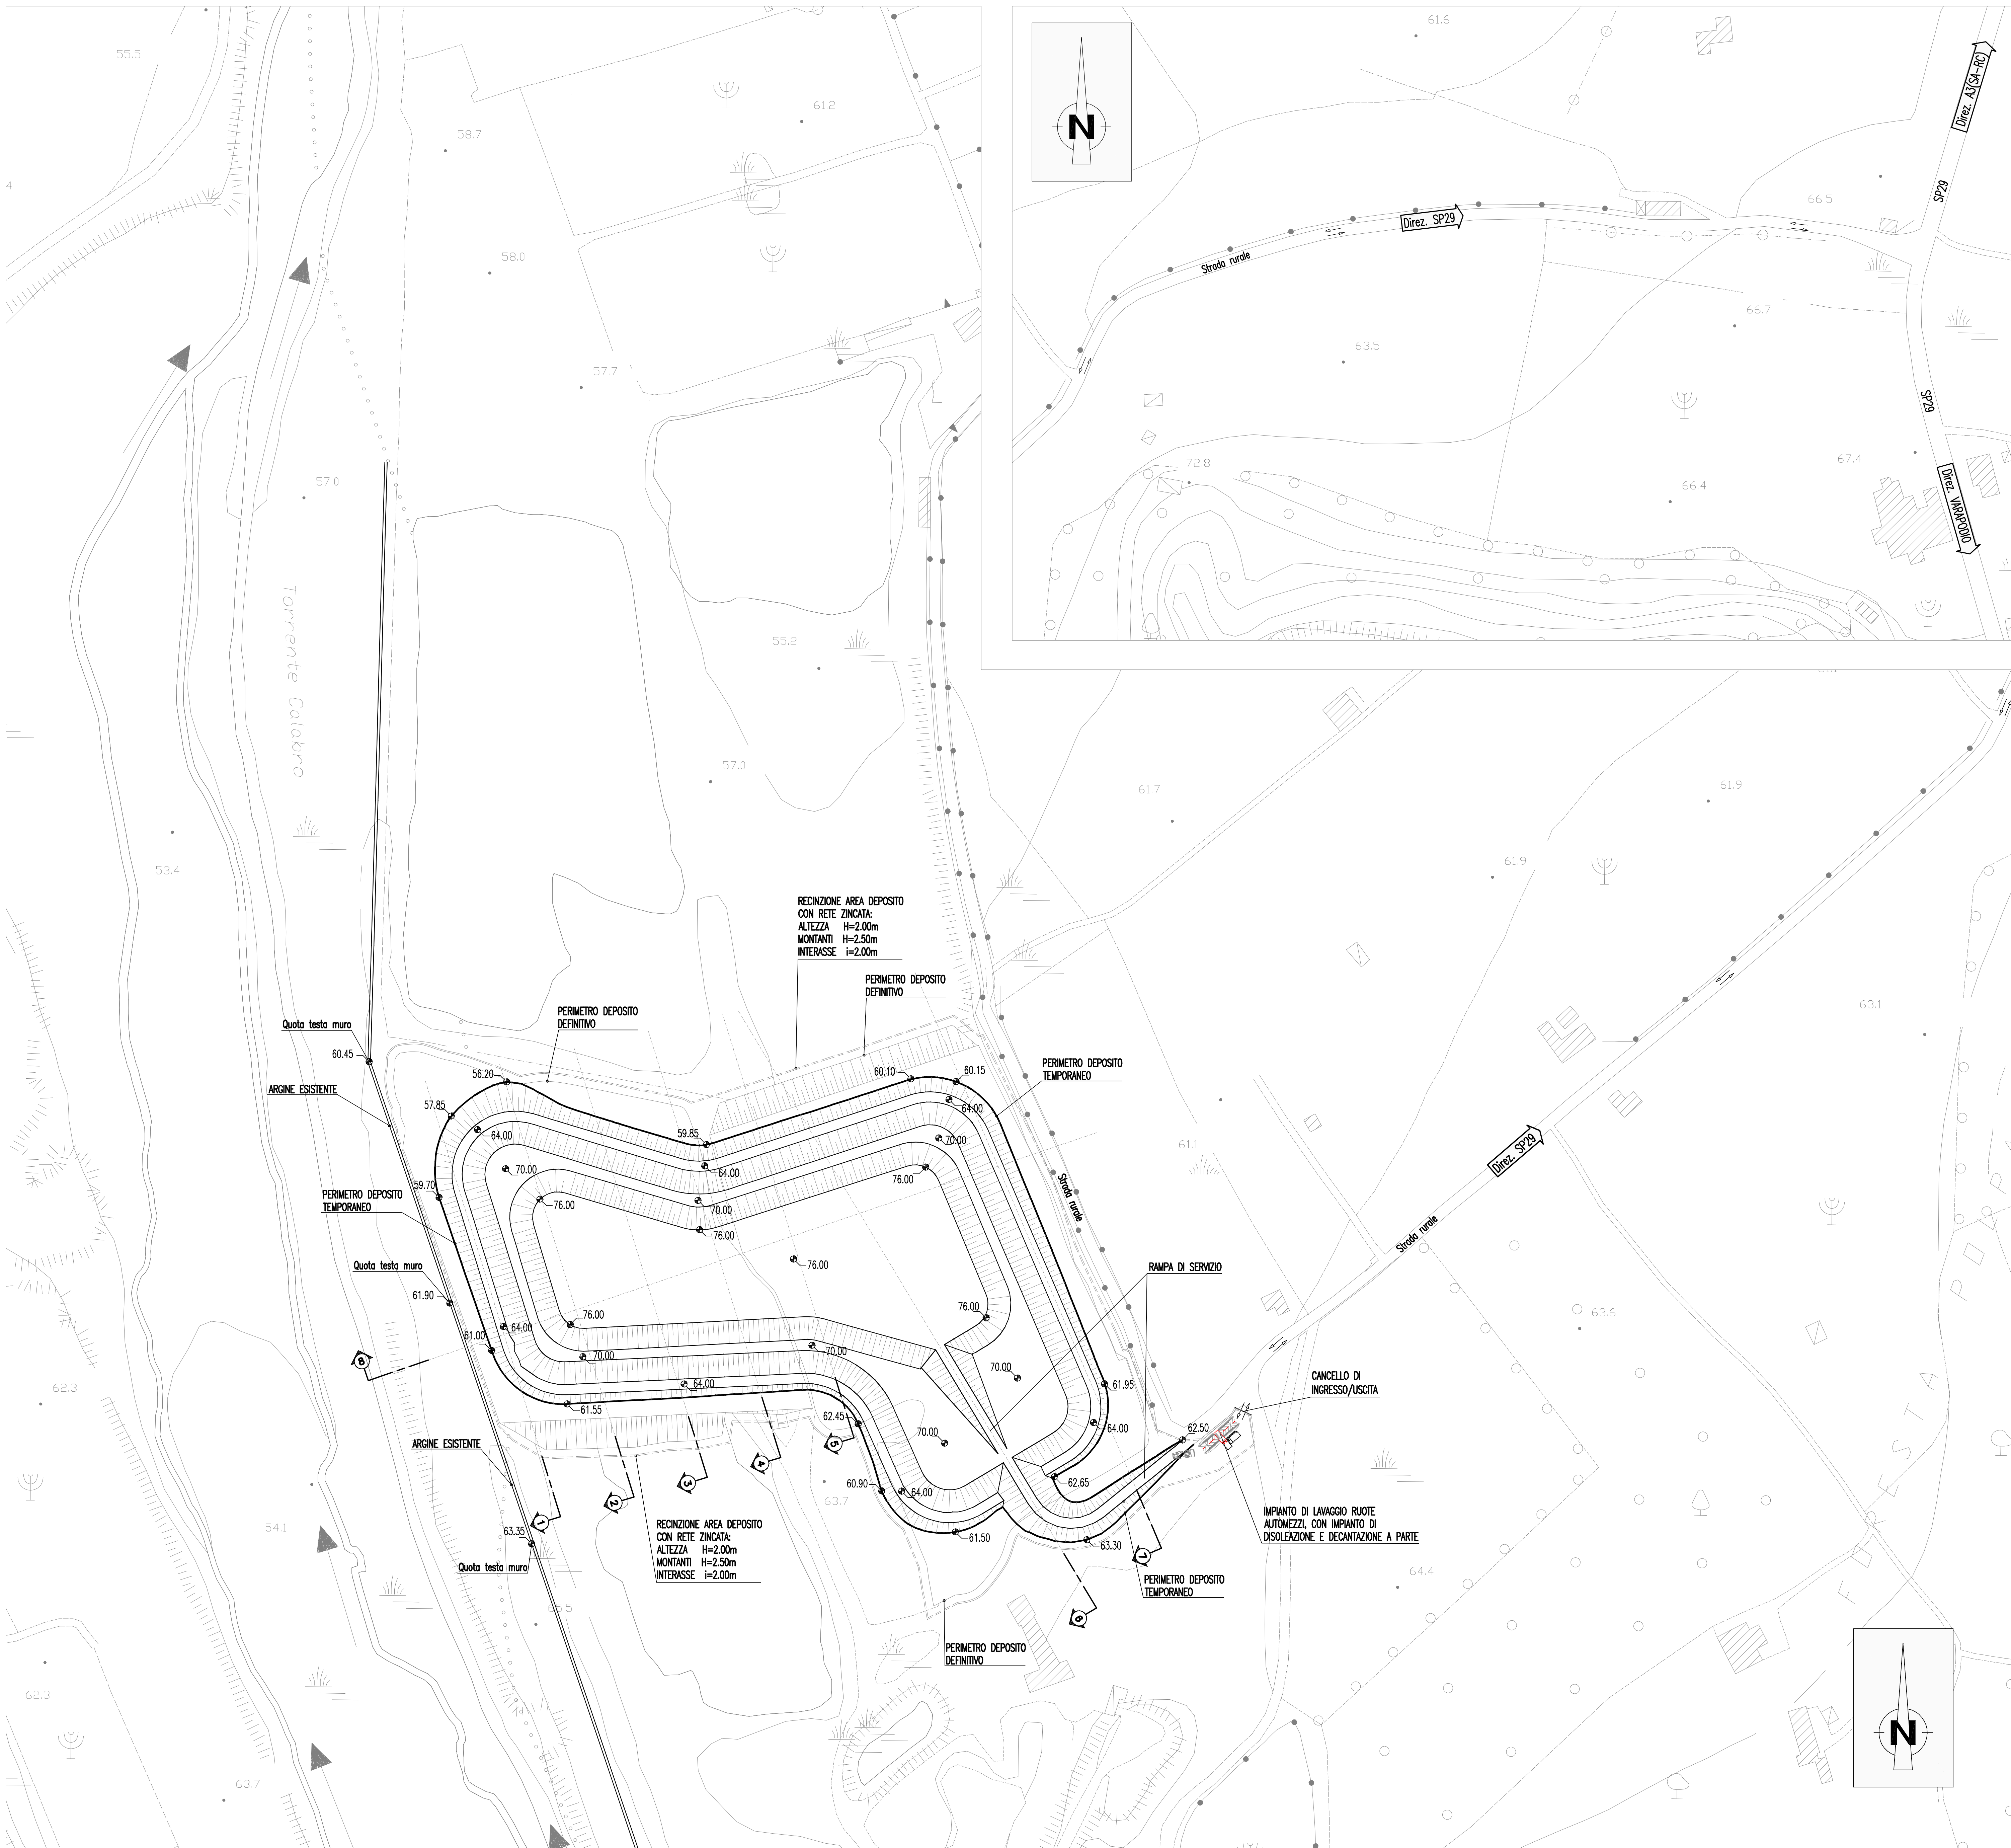 55.5
61.2
58.7
58.0
57.7
57.0
55.2
57.0
53.4
4
Torrente Calabro
N
61.6
Direz. A3(SA-RC)
SP29
66.5
Direz. SP29
Strada rurale
66.7
63.5
SP29
72.8
67.4
66.4
Direz. VARAPODIO
61.7
61.9
61.9
63.1
RECINZIONE AREA DEPOSITO
CON RETE ZINCATA:
ALTEZZA H=2.00m
MONTANTI H=2.50m
INTERASSE i=2.00m
PERIMETRO DEPOSITO
DEFINITIVO
PERIMETRO DEPOSITO
DEFINITIVO
Quota testa muro
60.45
ARGINE ESISTENTE
56.20
57.85
60.10
60.15
PERIMETRO DEPOSITO
TEMPORANEO
64.00
64.00
59.85
64.00
70.00
70.00
70.00
76.00
76.00
76.00
59.70
PERIMETRO DEPOSITO
TEMPORANEO
Strada rurale
61.1
Direz. SP29
Strada rurale
76.00
Quota testa muro
61.90
RAMPA DI SERVIZIO
76.00
76.00
64.00
61.00
70.00
70.00
64.00
70.00
61.95
63.6
8
CANCELLO DI
INGRESSO/USCITA
61.55
62.45
64.00
62.50
ARGINE ESISTENTE
70.00
5
4
3
2
1
62.65
60.90
64.00
63.7
61.50
63.30
63.35
Quota testa muro
RECINZIONE AREA DEPOSITO
CON RETE ZINCATA:
ALTEZZA H=2.00m
MONTANTI H=2.50m
INTERASSE i=2.00m
IMPIANTO DI LAVAGGIO RUOTE
AUTOMEZZI, CON IMPIANTO DI
DISOLEAZIONE E DECANTAZIONE A PARTE
7
PERIMETRO DEPOSITO
TEMPORANEO
6
64.4
PERIMETRO DEPOSITO
DEFINITIVO
62.3
54.1
65.5
62.3
63.7
N